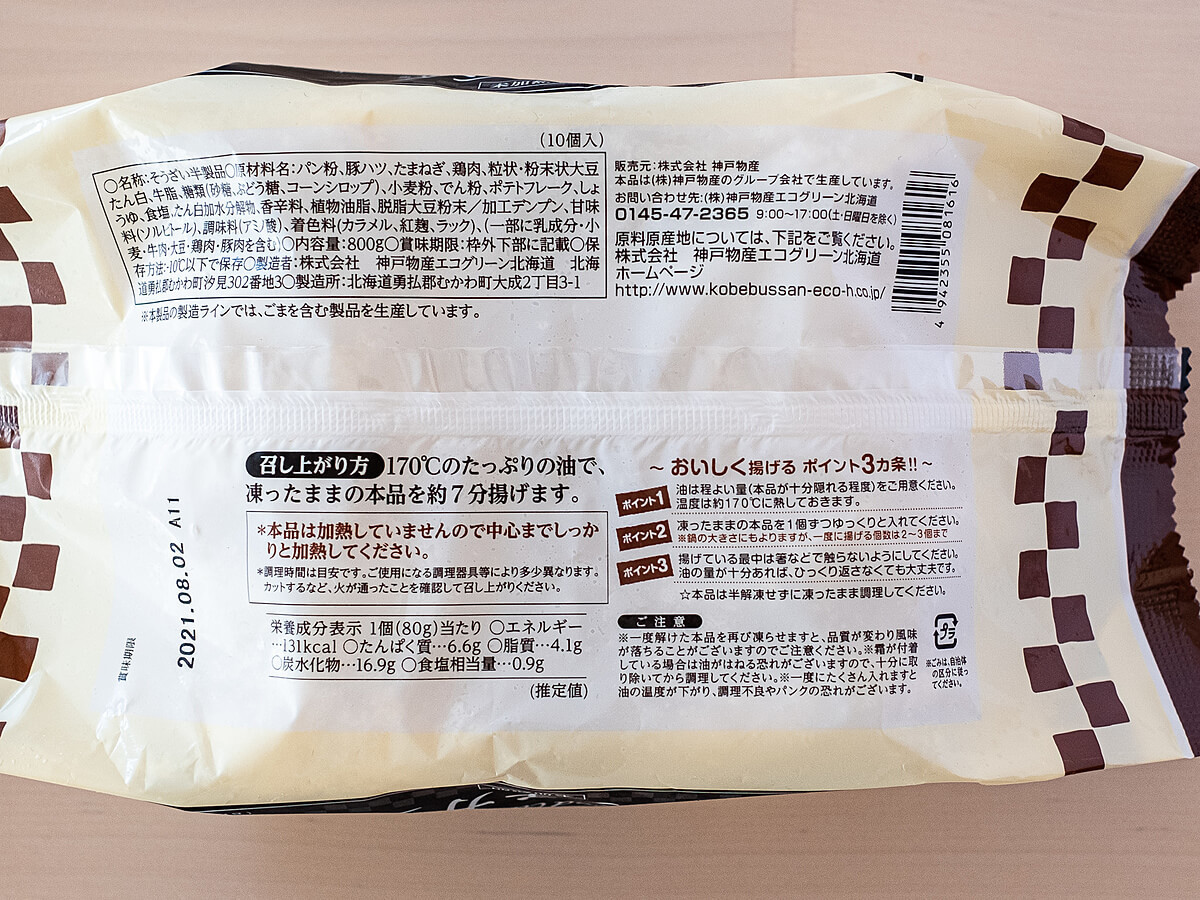 (10個入)
○名称:そうざい半製品○原材料名:パン粉、豚ハツ、たまねぎ、鶏肉、粒状・粉末状大豆
たん白、牛脂、糖類(砂糖、ぶどう糖、コーンシロップ)、小麦粉、でん粉、ポテトフレーク、しょ
うゆ、食塩、たん白加水分解物、香辛料、植物油脂、脱脂大豆粉末/加工デンプン、甘味
料(ソルビトール)、調味料(アミノ酸)、着色料(カラメル、紅麹、ラック)、(一部に乳成分・小
麦・牛肉・大豆・鶏肉・豚肉を含む)○内容量:800g○賞味期限:枠外下部に記載○保
存方法:-10℃以下で保存○製造者:株式会社 神戸物産エコグリーン北海道 北海
道勇払郡むかわ町汐見302番地3○製造所:北海道勇払郡むかわ町大成2丁目3-1
※本製品の製造ラインでは、ごまを含む製品を生産しています。
販売元:株式会社 神戸物産
本品は(株)神戸物産のグループ会社で生産しています。
お問い合わせ先:(株)神戸物産エコグリーン北海道
0145-47-2365 9:00~17:00(土・日曜日を除く)
原料原産地については、下記をご覧ください。
株式会社 神戸物産エコグリーン北海道
ホームページ
http://www.kobebussan-eco-h.co.jp/
4 942355 081616
召し上がり方 170℃のたっぷりの油で、
凍ったままの本品を約7分揚げます。
*本品は加熱していませんので中心までしっか
りと加熱してください。
*調理時間は目安です。ご使用になる調理器具等により多少異なります。
カットするなど、火が通ったことを確認して召し上がりください。
栄養成分表示 1個(80g)当たり ○エネルギー
…131kcal ○たんぱく質…6.6g ○脂質…4.1g
○炭水化物…16.9g ○食塩相当量…0.9g
(推定値)
賞味期限
2021.08.02 A11
~ おいしく揚げる ポイント3カ条!! ~
ポイント1 油は程よい量(本品が十分隠れる程度)をご用意ください。
温度は約170℃に熱しておきます。
ポイント2 凍ったままの本品を1個ずつゆっくりと入れてください。
※鍋の大きさにもよりますが、一度に揚げる個数は2~3個まで
ポイント3 揚げている最中は箸などで触らないようにしてください。
油の量が十分あれば、ひっくり返さなくても大丈夫です。
☆本品は半解凍せずに凍ったまま調理してください。
ご注意
※一度解けた本品を再び凍らせますと、品質が変わり風味
が落ちることがございますのでご注意ください。※霜が付着
している場合は油がはねる恐れがございますので、十分に取
り除いてから調理してください。※一度にたくさん入れますと
油の温度が下がり、調理不良やパンクの恐れがございます。
プラ
※ごみは、自治体
の区分に従っ
てください。